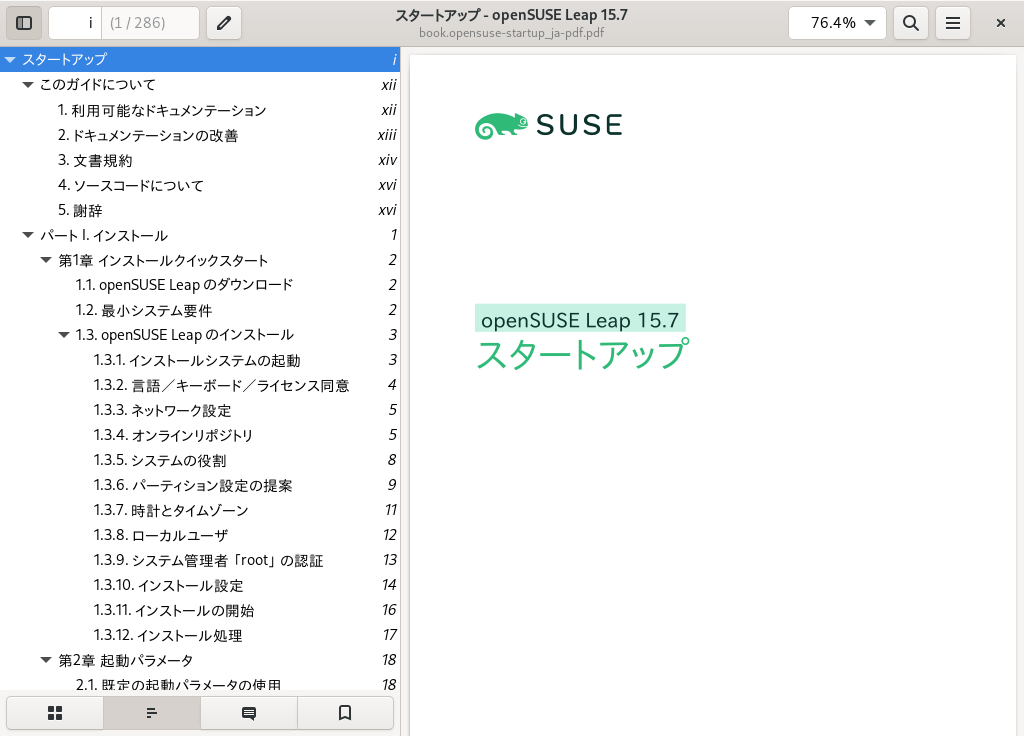 i (1 / 286)
スタートアップ - openSUSE Leap 15.7
book.opensuse-startup_ja-pdf.pdf
76.4%
スタートアップ i
このガイドについて xii
1. 利用可能なドキュメンテーション xii
2. ドキュメンテーションの改善 xiii
3. 文書規約 xiv
4. ソースコードについて xvi
5. 謝辞 xvi
パート I. インストール 1
第1章 インストールクイックスタート 2
1.1. openSUSE Leap のダウンロード 2
1.2. 最小システム要件 2
1.3. openSUSE Leap のインストール 3
1.3.1. インストールシステムの起動 3
1.3.2. 言語／キーボード／ライセンス同意 4
1.3.3. ネットワーク設定 5
1.3.4. オンラインリポジトリ 5
1.3.5. システムの役割 8
1.3.6. パーティション設定の提案 9
1.3.7. 時計とタイムゾーン 11
1.3.8. ローカルユーザ 12
1.3.9. システム管理者「root」の認証 13
1.3.10. インストール設定 14
1.3.11. インストールの開始 16
1.3.12. インストール処理 17
第2章 起動パラメータ 18
2.1. 既定の起動パラメータの使用 18
SUSE
openSUSE Leap 15.7
スタートアップ